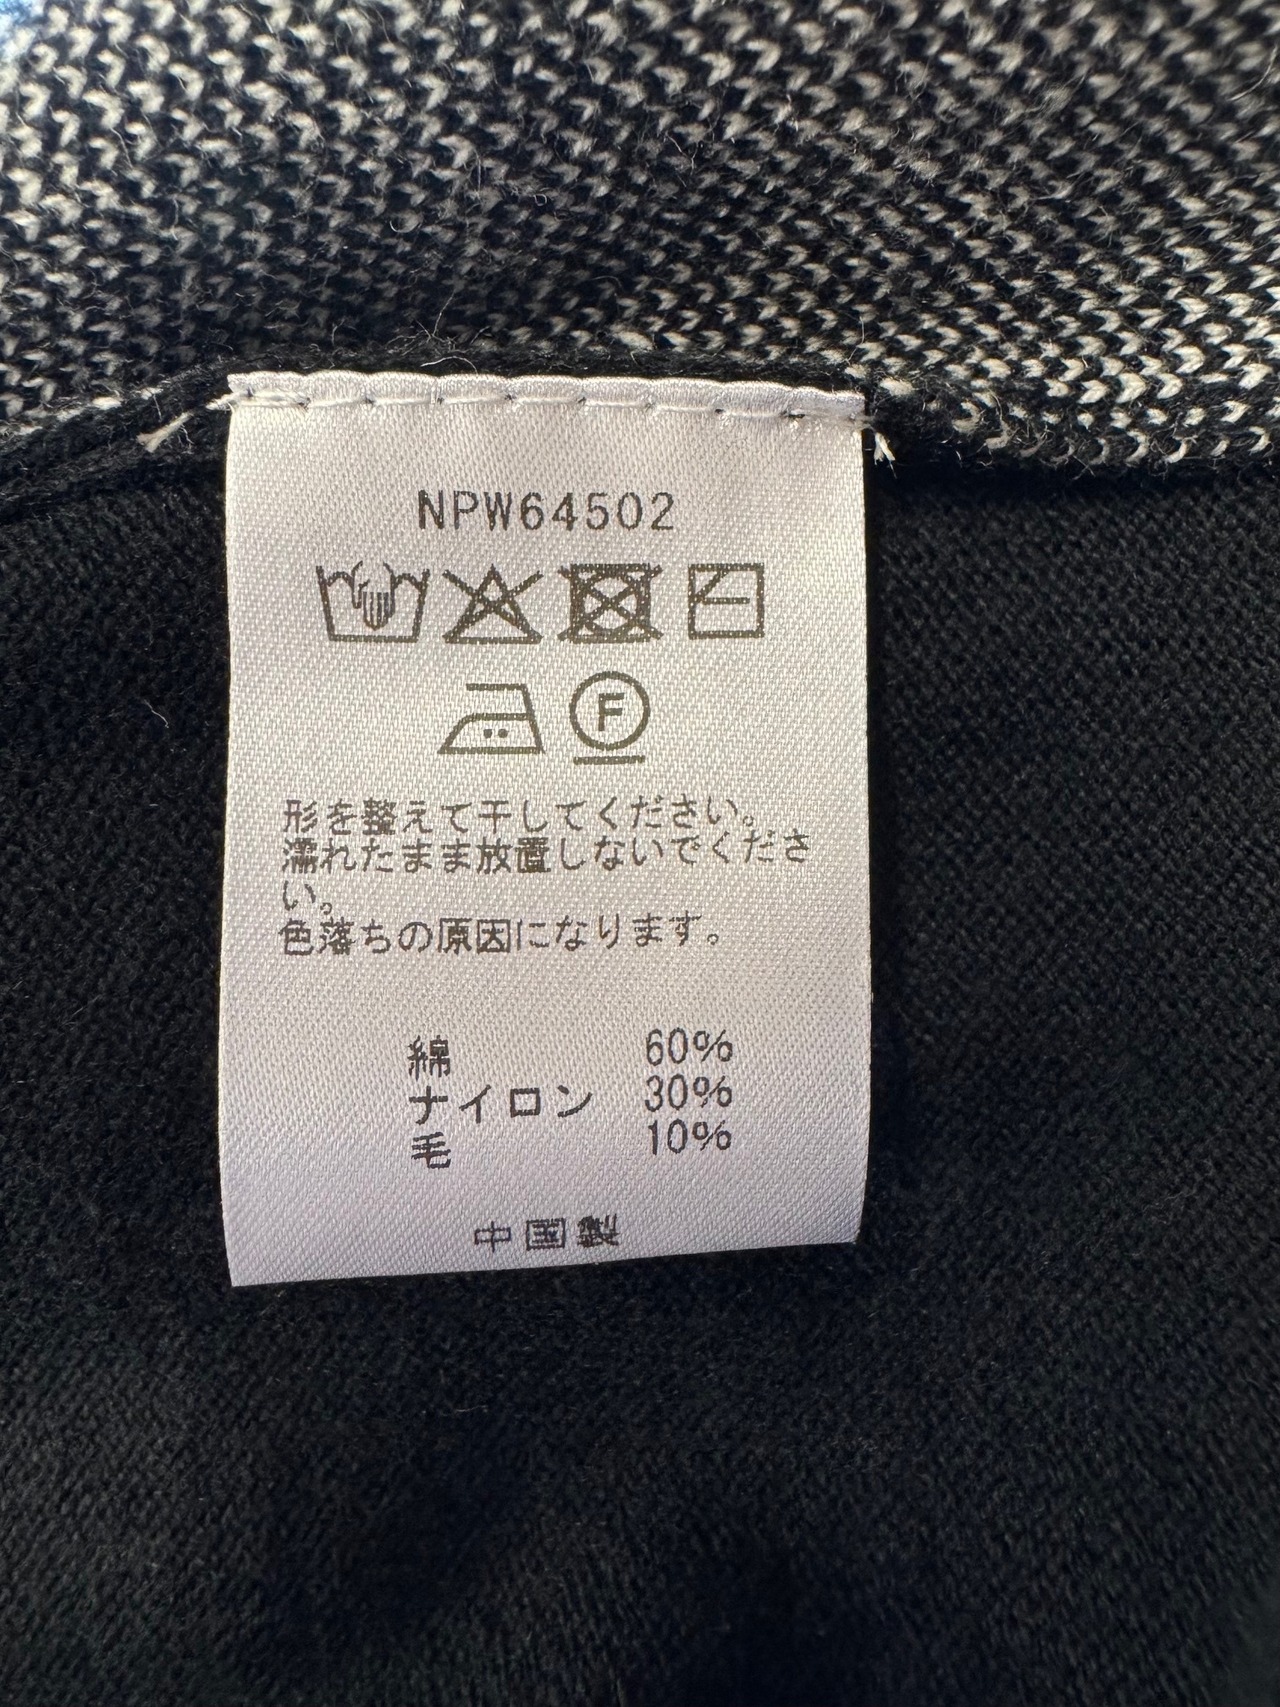 NPW64502
F
形を整えて干してください。
濡れたまま放置しないでくださ
い。
色落ちの原因になります。
綿 60%
ナイロン 30%
毛 10%
中国製